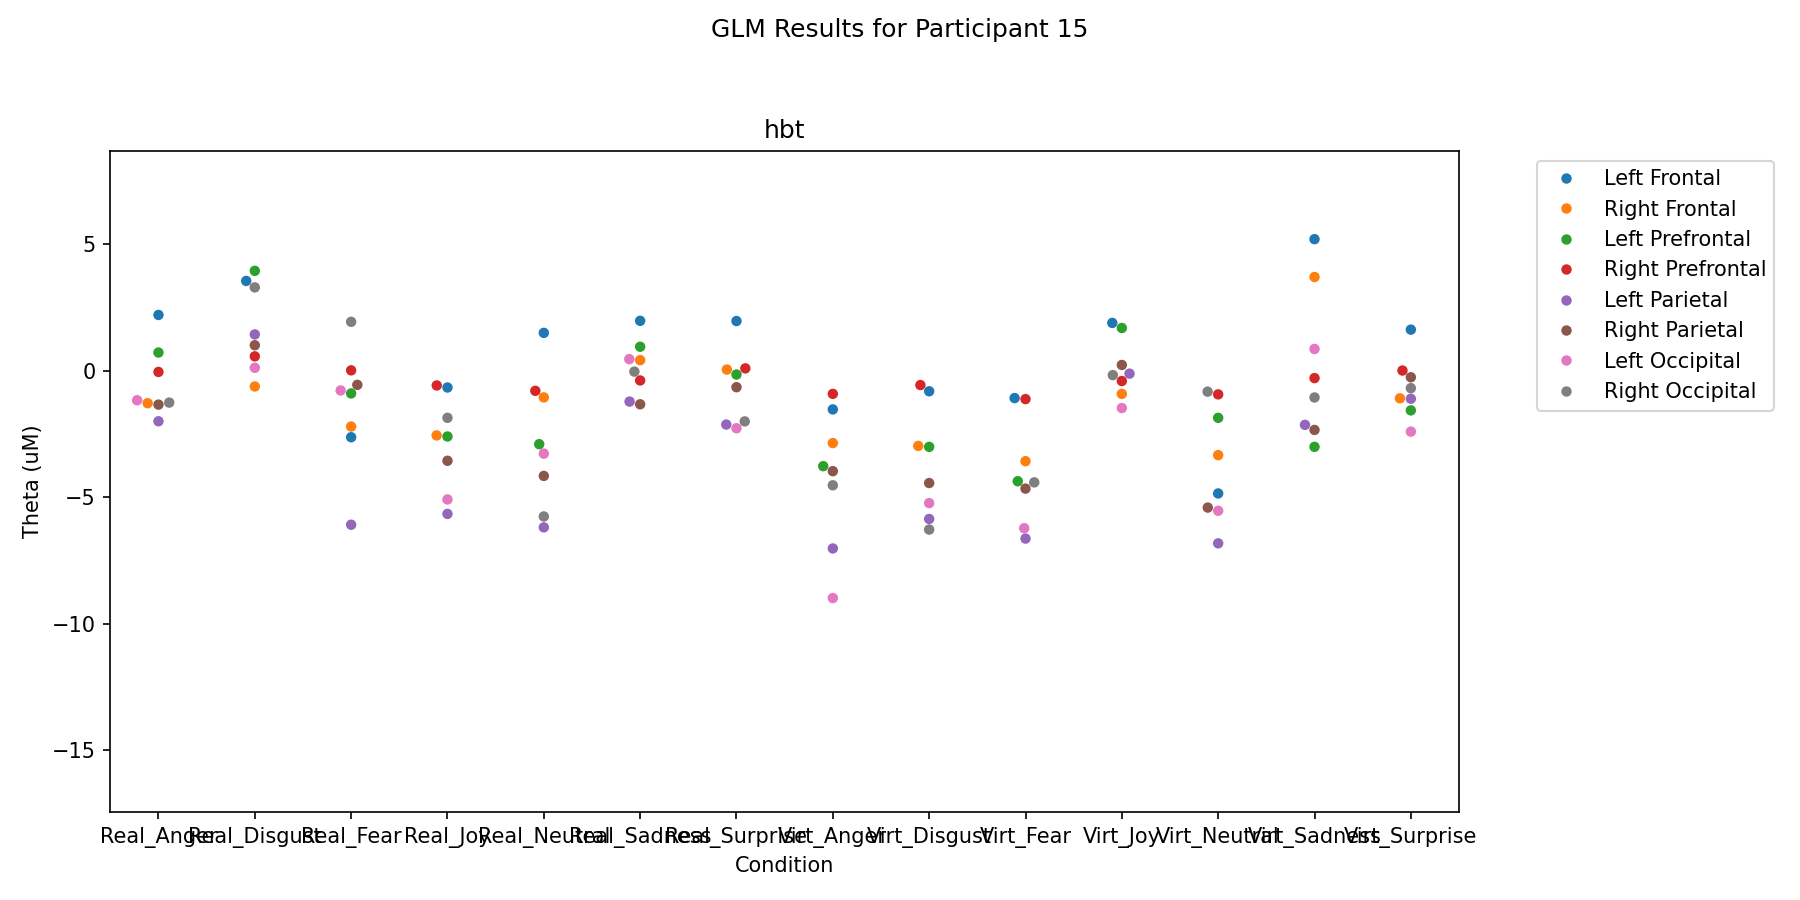 GLM Results for Participant 15
hbt
Left Frontal
Right Frontal
Left Prefrontal
Right Prefrontal
Left Parietal
Right Parietal
Left Occipital
Right Occipital
5
0
−5
−10
−15
Theta (uM)
Real_Anger Real_Disgust Real_Fear Real_Joy Real_Neutral Real_Sadness Real_Surprise Virt_Anger Virt_Disgust Virt_Fear Virt_Joy Virt_Neutral Virt_Sadness Virt_Surprise
Condition